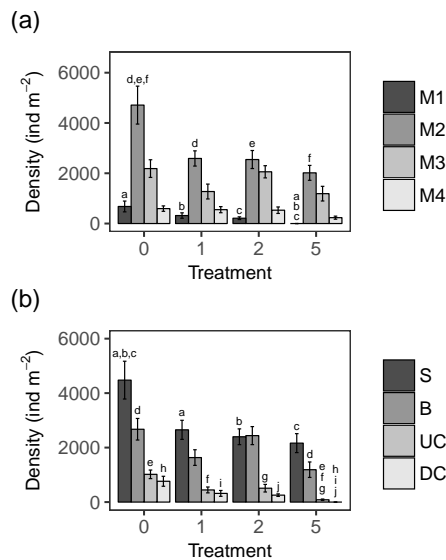 (a)
Density (ind m⁻²)
6000
4000
2000
0
d,e,f
a
d
b
e
c
f
a
b
c
0 1 2 5
Treatment
M1
M2
M3
M4
(b)
Density (ind m⁻²)
6000
4000
2000
0
a,b,c
d
e
h
a
f
i
b
g
j
c
d
e
f
g
h
i
j
0 1 2 5
Treatment
S
B
UC
DC